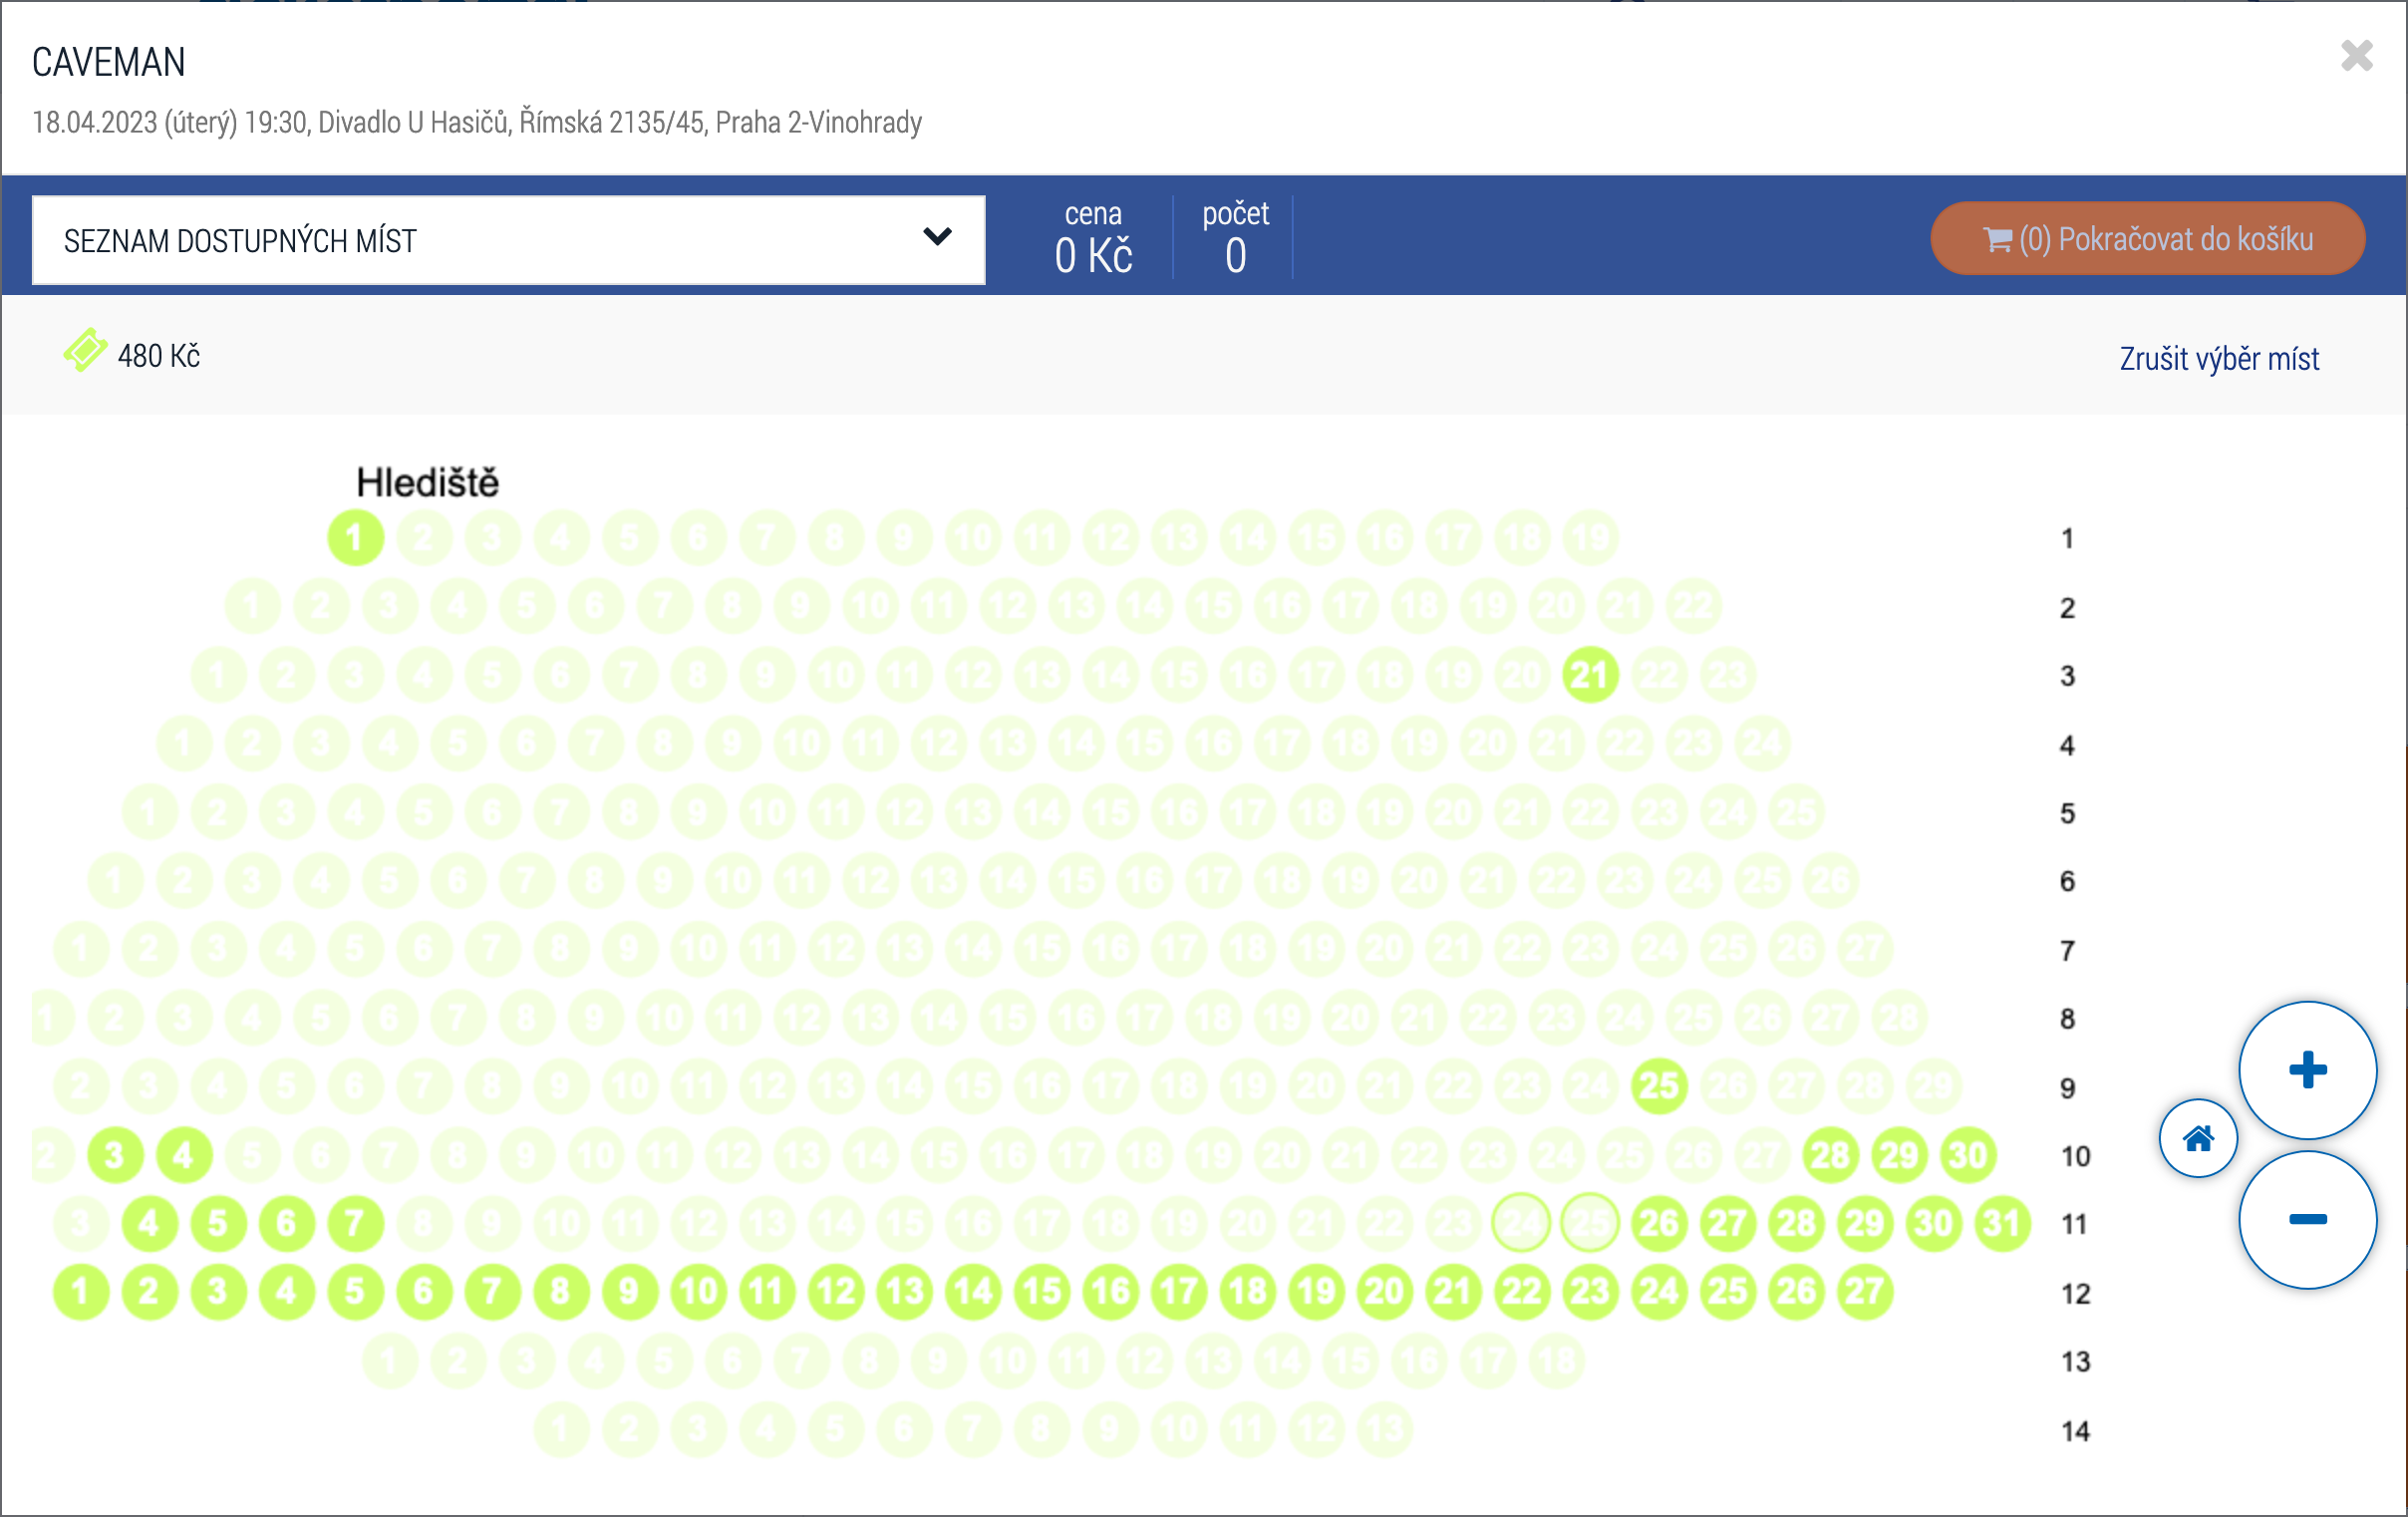 CAVEMAN
18.04.2023 (úterý) 19:30, Divadlo U Hasičů, Římská 2135/45, Praha 2-Vinohrady
SEZNAM DOSTUPNÝCH MÍST
cena
0 Kč
počet
0
(0) Pokračovat do košíku
480 Kč
Zrušit výběr míst
Hlediště
1 2 3 4 5 6 7 8 9 10 11 12 13 14 15 16 17 18 19 1
1 2 3 4 5 6 7 8 9 10 11 12 13 14 15 16 17 18 19 20 21 22 2
1 2 3 4 5 6 7 8 9 10 11 12 13 14 15 16 17 18 19 20 21 22 23 3
1 2 3 4 5 6 7 8 9 10 11 12 13 14 15 16 17 18 19 20 21 22 23 24 4
1 2 3 4 5 6 7 8 9 10 11 12 13 14 15 16 17 18 19 20 21 22 23 24 25 5
1 2 3 4 5 6 7 8 9 10 11 12 13 14 15 16 17 18 19 20 21 22 23 24 25 26 6
1 2 3 4 5 6 7 8 9 10 11 12 13 14 15 16 17 18 19 20 21 22 23 24 25 26 27 7
1 2 3 4 5 6 7 8 9 10 11 12 13 14 15 16 17 18 19 20 21 22 23 24 25 26 27 28 8
2 3 4 5 6 7 8 9 10 11 12 13 14 15 16 17 18 19 20 21 22 23 24 25 26 27 28 29 9
2 3 4 5 6 7 8 9 10 11 12 13 14 15 16 17 18 19 20 21 22 23 24 25 26 27 28 29 30 10
3 4 5 6 7 8 9 10 11 12 13 14 15 16 17 18 19 20 21 22 23 24 25 26 27 28 29 30 31 11
1 2 3 4 5 6 7 8 9 10 11 12 13 14 15 16 17 18 19 20 21 22 23 24 25 26 27 12
1 2 3 4 5 6 7 8 9 10 11 12 13 14 15 16 17 18 13
1 2 3 4 5 6 7 8 9 10 11 12 13 14